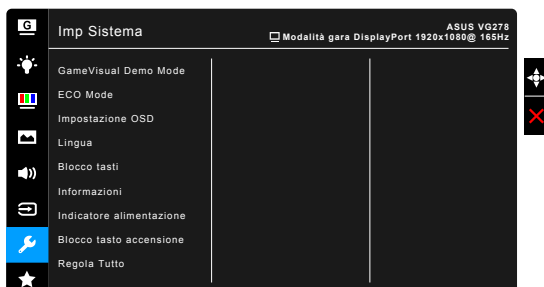 G
Imp Sistema
ASUS VG278
Modalità gara DisplayPort 1920x1080@ 165Hz
GameVisual Demo Mode
ECO Mode
Impostazione OSD
Lingua
Blocco tasti
Informazioni
Indicatore alimentazione
Blocco tasto accensione
Regola Tutto